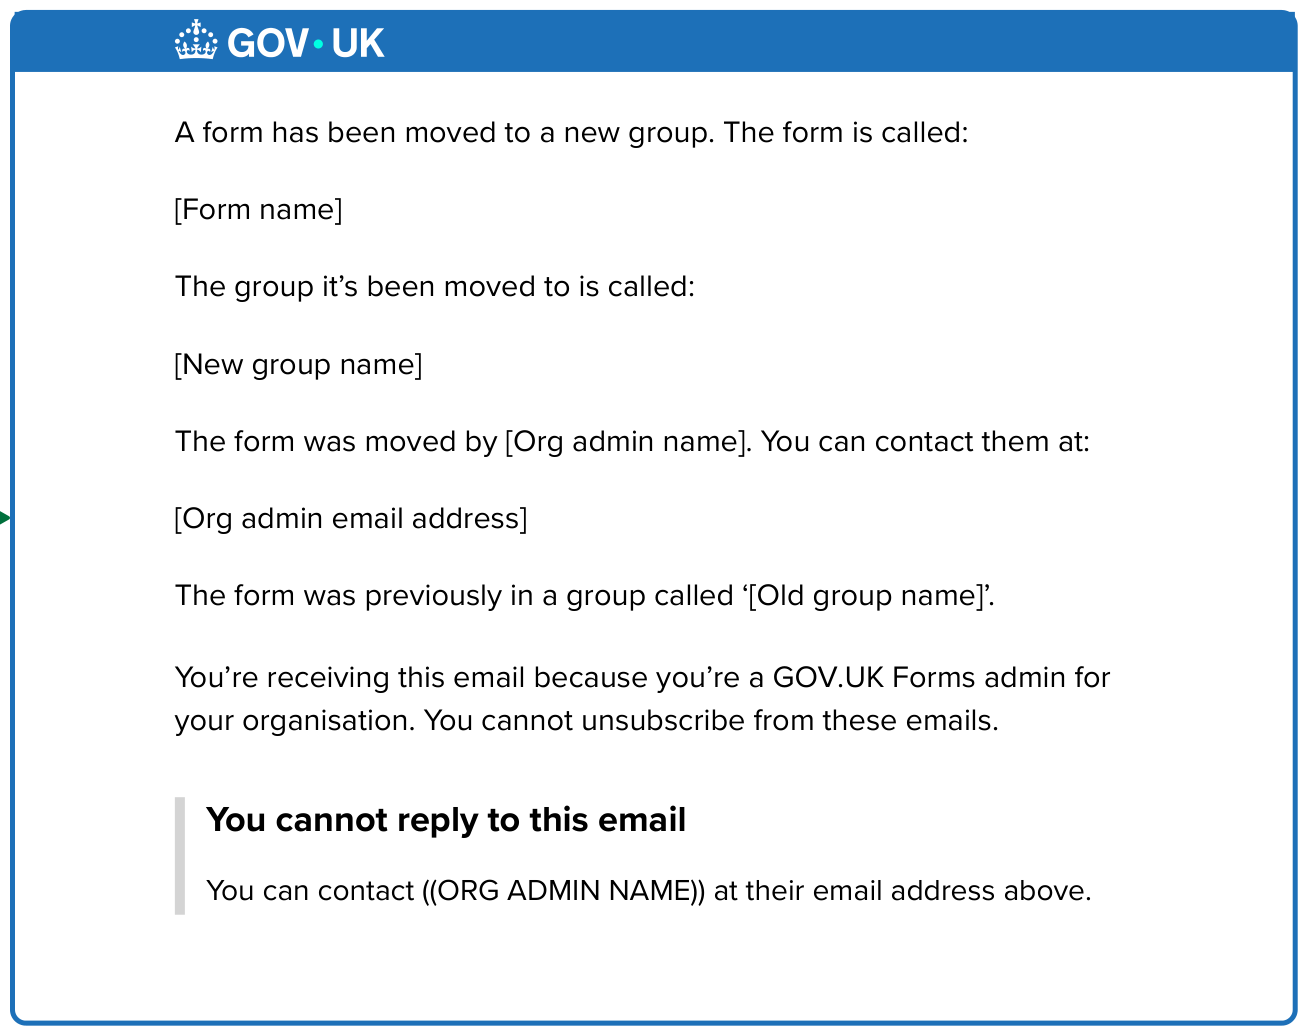 GOV.UK
A form has been moved to a new group. The form is called:
[Form name]
The group it’s been moved to is called:
[New group name]
The form was moved by [Org admin name]. You can contact them at:
[Org admin email address]
The form was previously in a group called ‘[Old group name]’.
You’re receiving this email because you’re a GOV.UK Forms admin for
your organisation. You cannot unsubscribe from these emails.
You cannot reply to this email
You can contact ((ORG ADMIN NAME)) at their email address above.